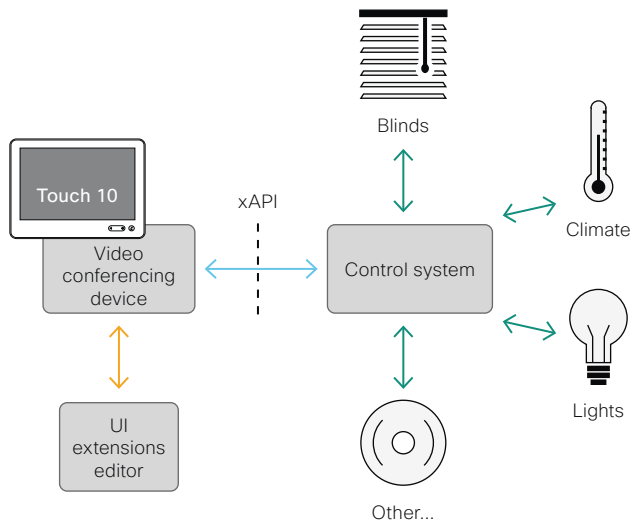 Blinds
Touch 10
xAPI
Climate
Video
conferencing
device
Control system
UI
extensions
editor
Lights
Other...